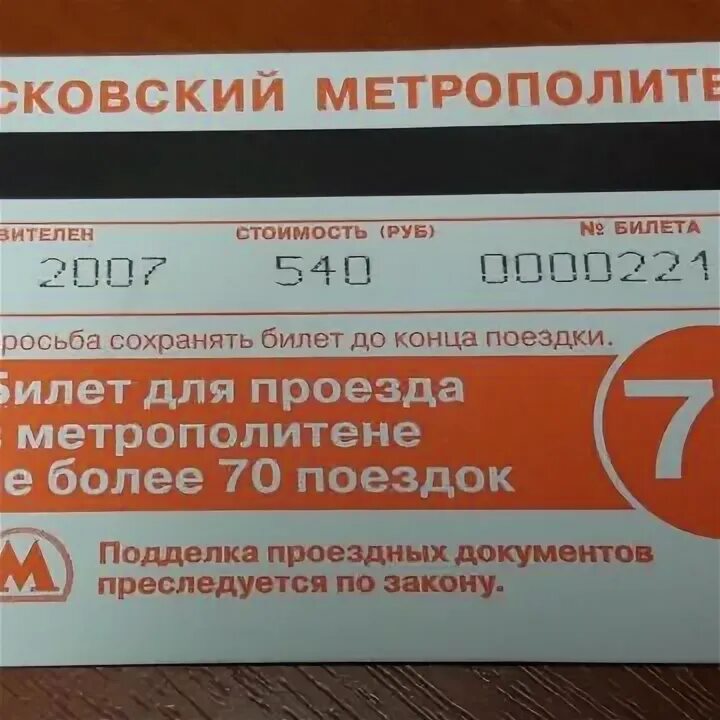 СКОВСКИЙ МЕТРОПОЛИТЕ
ВИТЕЛЕН СТОИМОСТЬ (РУБ) № БИЛЕТА
2007 540 0000221
росьба сохранять билет до конца поездки.
Билет для проезда
в метрополитене
е более 70 поездок
7
М
Подделка проездных документов
преследуется по закону.